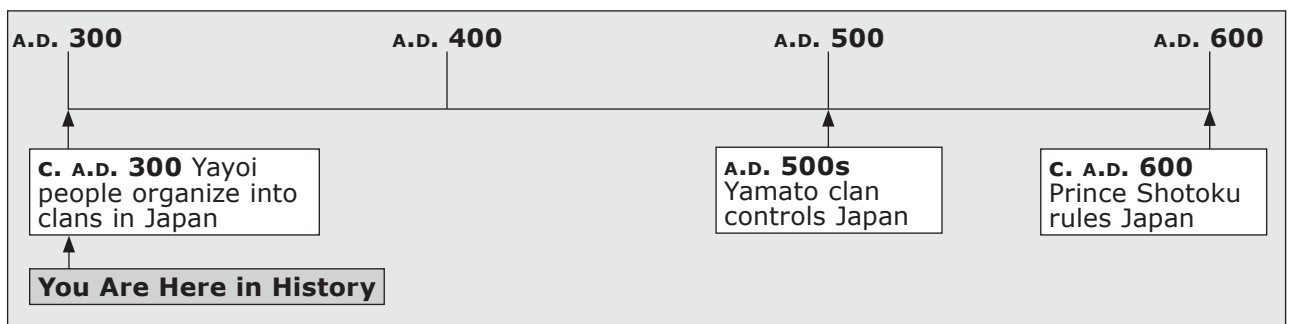 A.D. 300 A.D. 400 A.D. 500 A.D. 600
C. A.D. 300 Yayoi
people organize into
clans in Japan
A.D. 500s
Yamato clan
controls Japan
C. A.D. 600
Prince Shotoku
rules Japan
You Are Here in History